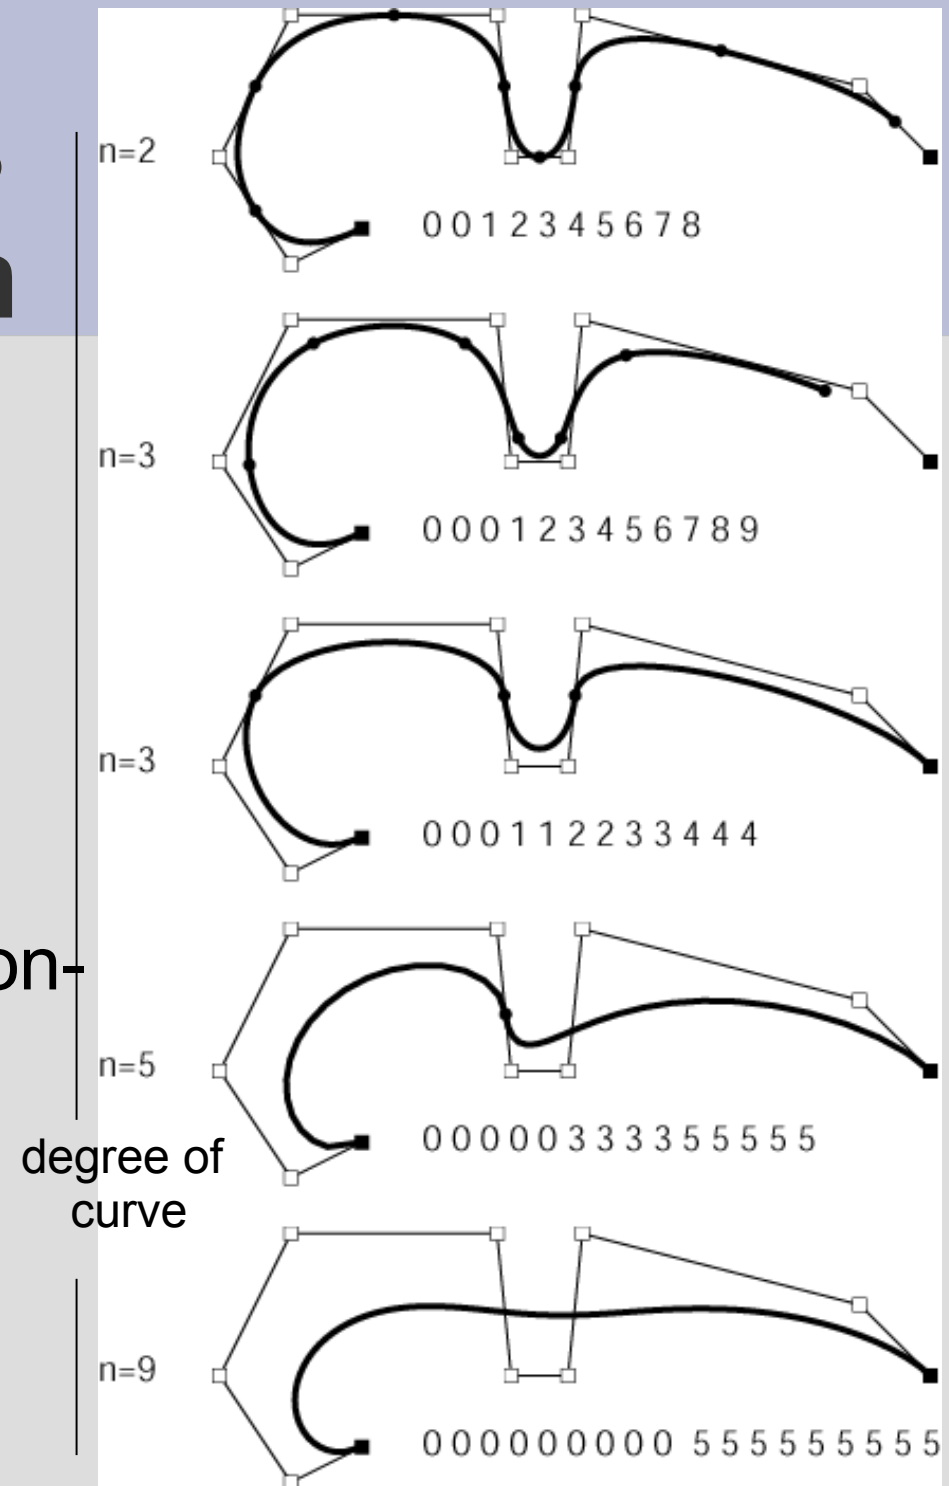 n=2
0 0 1 2 3 4 5 6 7 8
n=3
0 0 0 1 2 3 4 5 6 7 8 9
n=3
0 0 0 1 1 2 2 3 3 4 4 4
on-
n=5
0 0 0 0 0 3 3 3 3 5 5 5 5 5
degree of
curve
n=9
0 0 0 0 0 0 0 0 0 5 5 5 5 5 5 5 5 5